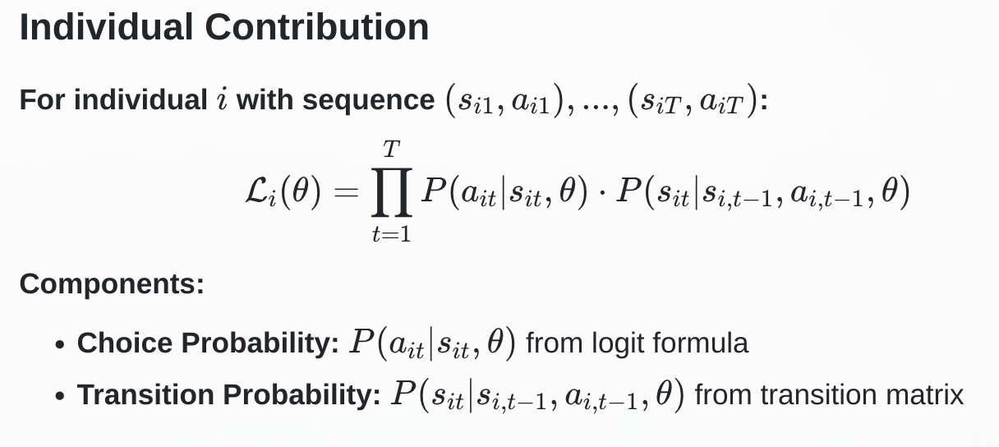 Individual Contribution
For individual $i$ with sequence $(s_{i1}, a_{i1}), ..., (s_{iT}, a_{iT})$:
$\mathcal{L}_i(\theta) = \prod_{t=1}^{T} P(a_{it}|s_{it}, \theta) \cdot P(s_{it}|s_{i,t-1}, a_{i,t-1}, \theta)$
Components:
• Choice Probability: $P(a_{it}|s_{it}, \theta)$ from logit formula
• Transition Probability: $P(s_{it}|s_{i,t-1}, a_{i,t-1}, \theta)$ from transition matrix